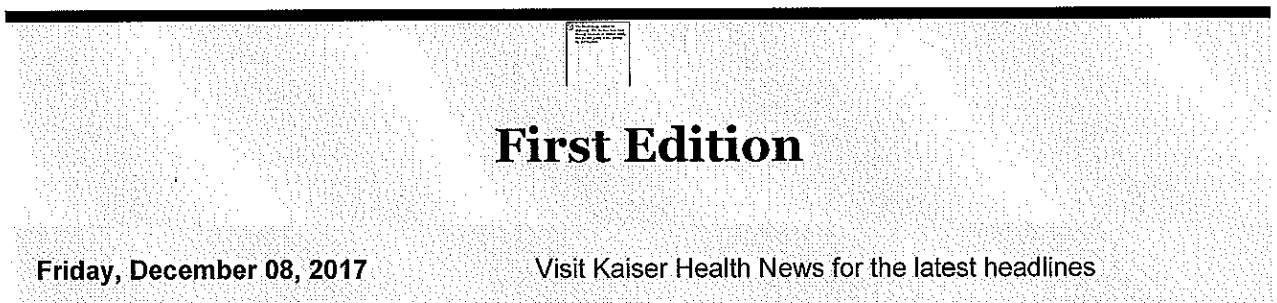 First Edition
Friday, December 08, 2017
Visit Kaiser Health News for the latest headlines